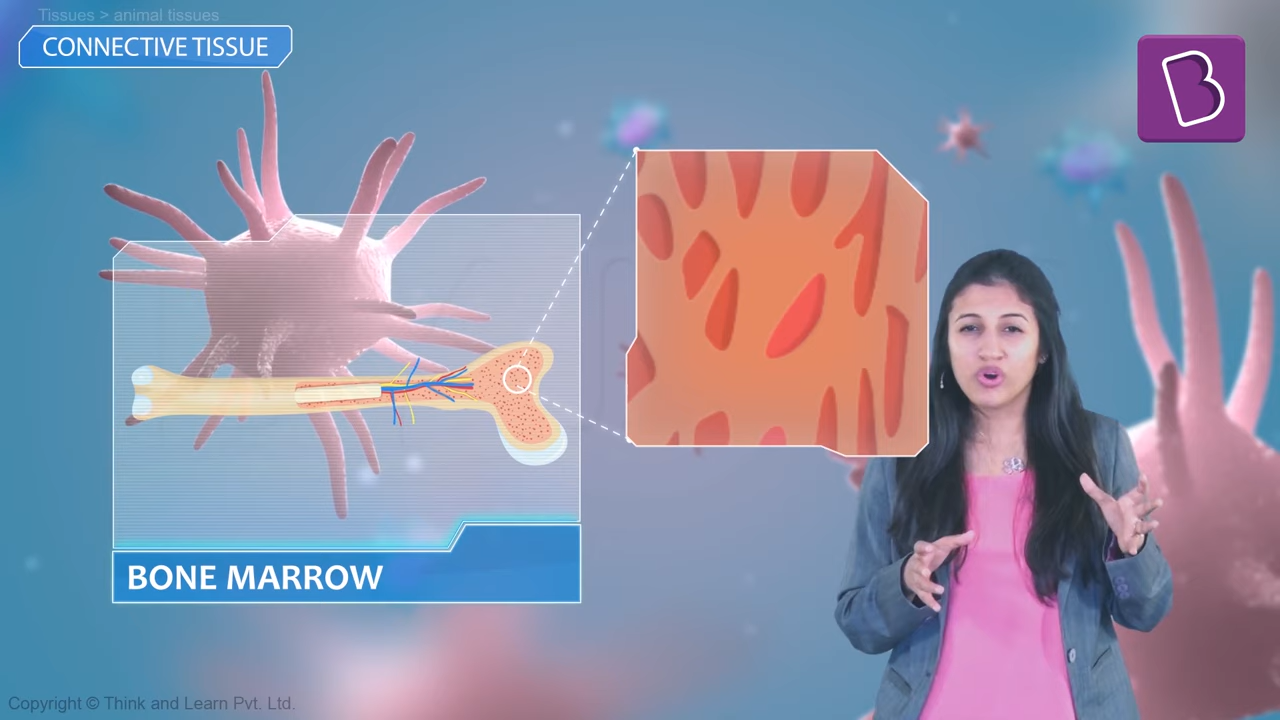 Tissues > animal tissues
CONNECTIVE TISSUE
B
BONE MARROW
Copyright © Think and Learn Pvt. Ltd.